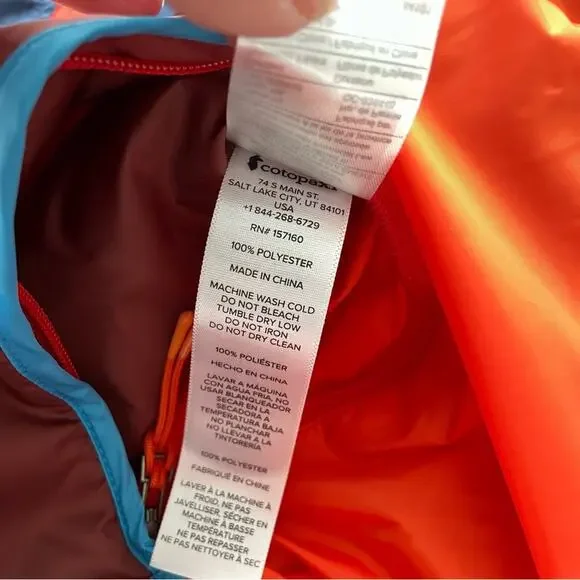 cotopaxi
74 S MAIN ST.
SALT LAKE CITY, UT 84101
USA
+1 844-268-6729
RN# 157160
100% POLYESTER
MADE IN CHINA
MACHINE WASH COLD
DO NOT BLEACH
TUMBLE DRY LOW
DO NOT IRON
DO NOT DRY CLEAN
100% POLIÉSTER
HECHO EN CHINA
LAVAR A MÁQUINA
CON AGUA FRIA, NO
USAR BLANQUEADOR
SECAR EN LA
SECADORA A
TEMPERATURA BAJA
NO PLANCHAR
NO LLEVAR A LA
TINTORERÍA
100% POLYESTER
FABRIQUÉ EN CHINE
LAVER À LA MACHINE À
FROID, NE PAS
JAVELLISER, SÉCHER EN
MACHINE À BASSE
TEMPÉRATURE
NE PAS REPASSER
NE PAS NETTOYER À SEC